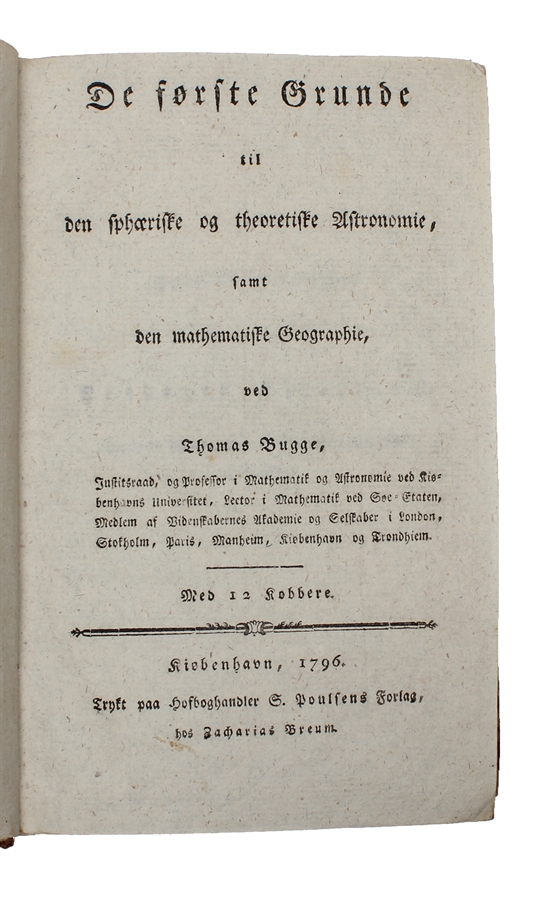 De første Grunde
til
den sphæriske og theoretiske Astronomie,
samt
den mathematiske Geographie,
ved
Thomas Bugge,
Justitsraad, og Professor i Mathematik og Astronomie ved Kiø-
benhavns Universitet, Lector i Mathematik ved Søe-Etaten,
Medlem af Videnskabernes Akademie og Selskaber i London,
Stokholm, Paris, Manheim, Kiøbenhavn og Trondhiem.
Med 12 Kobbere.
Kiøbenhavn, 1796.
Trykt paa Hofboghandler S. Poulsens Forlag,
hos Zacharias Breum.